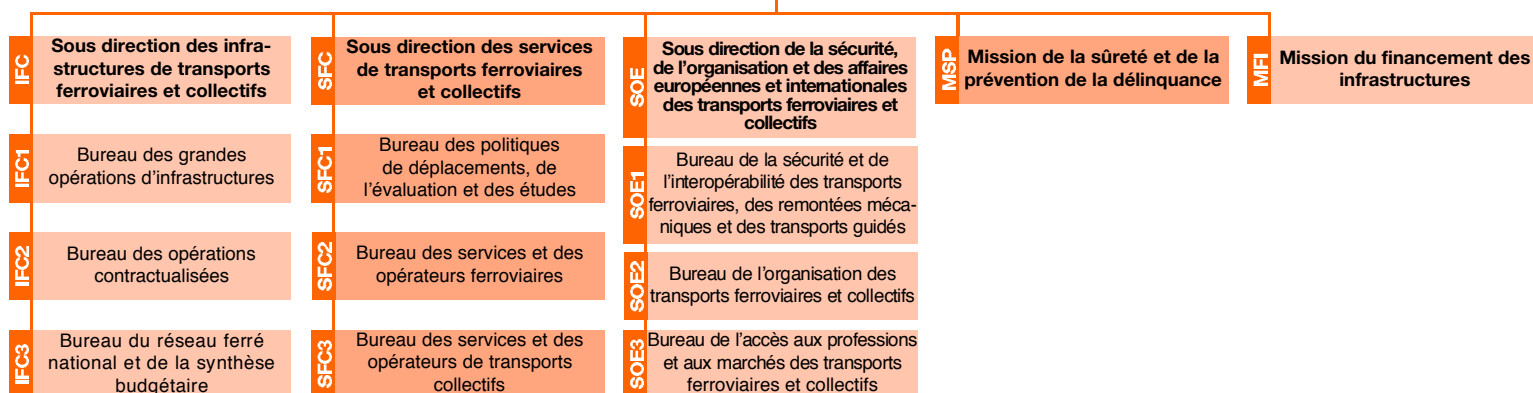 IFC
Sous direction des infra-
structures de transports
ferroviaires et collectifs
IFC1
Bureau des grandes
opérations d’infrastructures
IFC2
Bureau des opérations
contractualisées
IFC3
Bureau du réseau ferré
national et de la synthèse
budgétaire
SFC
Sous direction des services
de transports ferroviaires
et collectifs
SFC1
Bureau des politiques
de déplacements, de
l’évaluation et des études
SFC2
Bureau des services et des
opérateurs ferroviaires
SFC3
Bureau des services et des
opérateurs de transports
collectifs
SOE
Sous direction de la sécurité,
de l’organisation et des affaires
européennes et internationales
des transports ferroviaires et
collectifs
SOE1
Bureau de la sécurité et de
l’interopérabilité des transports
ferroviaires, des remontées méca-
niques et des transports guidés
SOE2
Bureau de l’organisation des
transports ferroviaires et collectifs
SOE3
Bureau de l’accès aux professions
et aux marchés des transports
ferroviaires et collectifs
MSP
Mission de la sûreté et de la
prévention de la délinquance
MFI
Mission du financement des
infrastructures